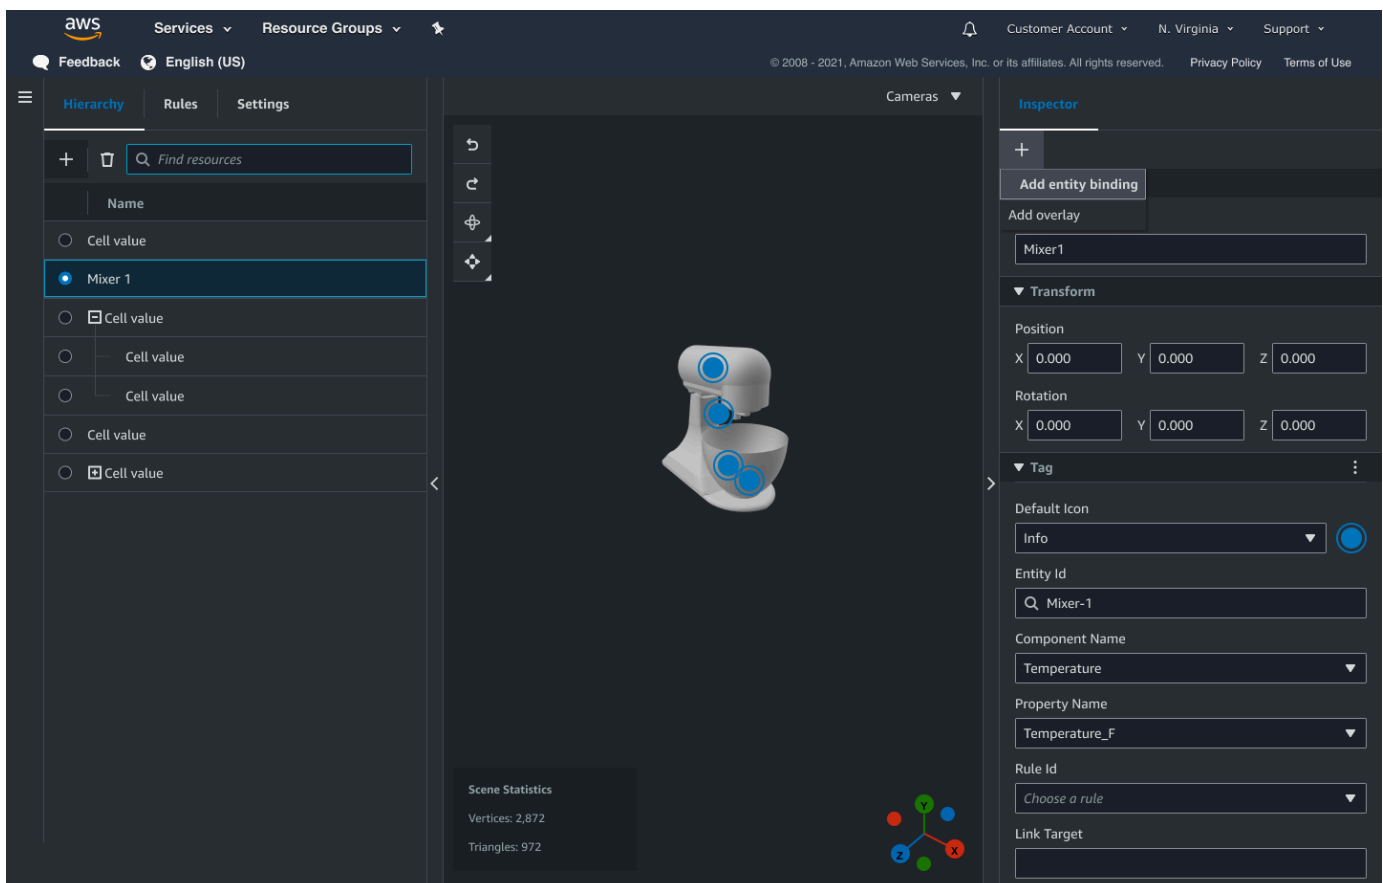 aws
Services
Resource Groups
Customer Account
N. Virginia
Support
Feedback
English (US)
© 2008 - 2021, Amazon Web Services, Inc. or its affiliates. All rights reserved.
Privacy Policy
Terms of Use
Hierarchy
Rules
Settings
Find resources
Name
Cell value
Mixer 1
Cell value
Cell value
Cell value
Cell value
Cell value
Cameras
Scene Statistics
Vertices: 2,872
Triangles: 972
Y
Z
X
Inspector
Add entity binding
Add overlay
Mixer1
Transform
Position
X 0.000 Y 0.000 Z 0.000
Rotation
X 0.000 Y 0.000 Z 0.000
Tag
Default Icon
Info
Entity Id
Mixer-1
Component Name
Temperature
Property Name
Temperature_F
Rule Id
Choose a rule
Link Target